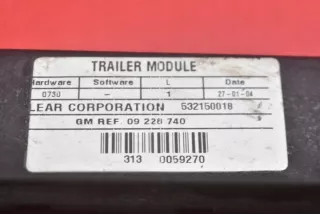 TRAILER MODULE
Hardware Software L Date
0730 - 1 27-01-04
LEAR CORPORATION 532150018
GM REF. 09 228 740
313 0059270